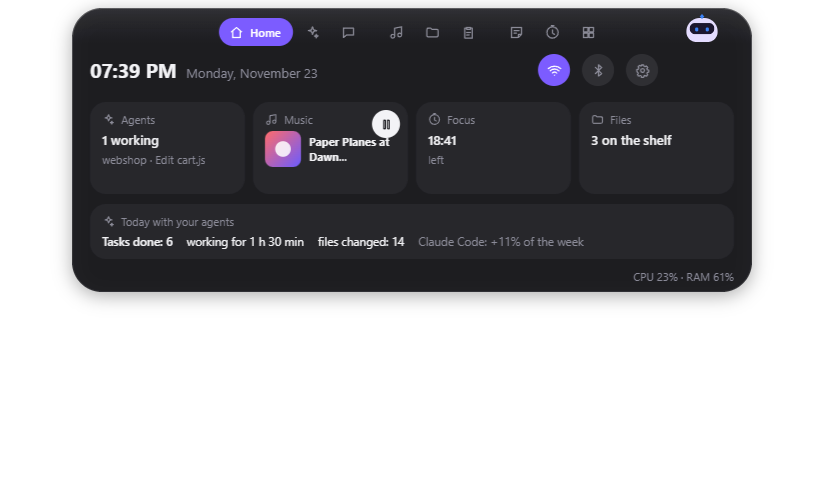 Home
07:39 PM Monday, November 23
Agents
1 working
webshop · Edit cart.js
Music
Paper Planes at
Dawn...
Focus
18:41
left
Files
3 on the shelf
Today with your agents
Tasks done: 6 working for 1 h 30 min files changed: 14 Claude Code: +11% of the week
CPU 23% · RAM 61%